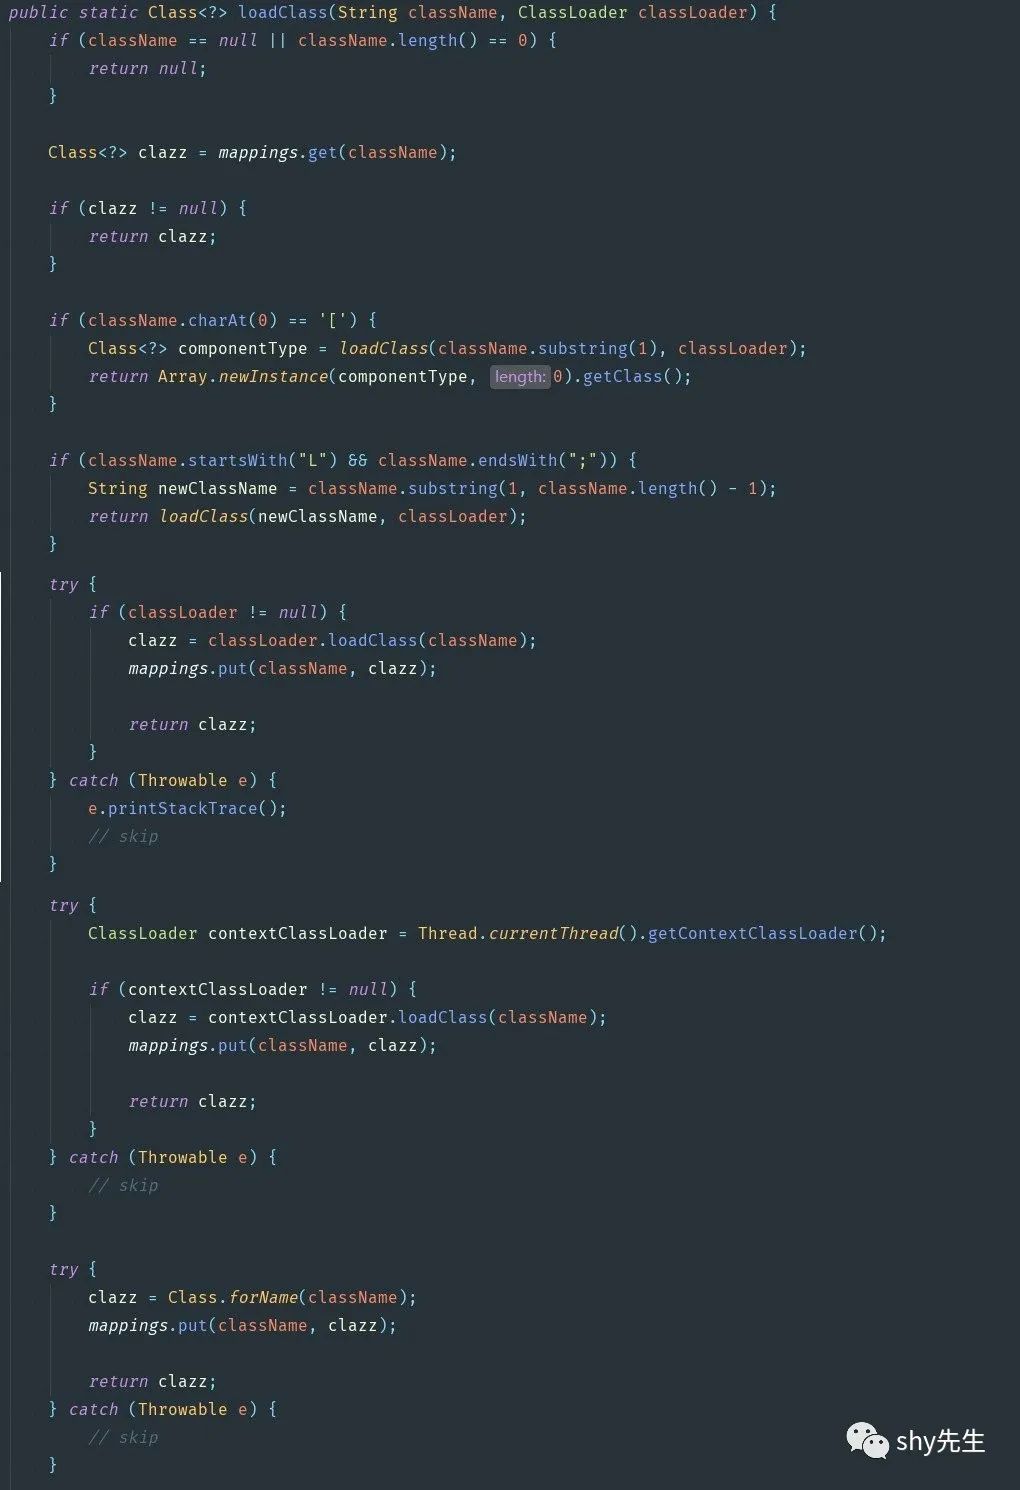 public static Class<?> loadClass(String className, ClassLoader classLoader) {
    if (className == null || className.length() == 0) {
        return null;
    }

    Class<?> clazz = mappings.get(className);

    if (clazz != null) {
        return clazz;
    }

    if (className.charAt(0) == '[') {
        Class<?> componentType = loadClass(className.substring(1), classLoader);
        return Array.newInstance(componentType, length: 0).getClass();
    }

    if (className.startsWith("L") && className.endsWith(";")) {
        String newClassName = className.substring(1, className.length() - 1);
        return loadClass(newClassName, classLoader);
    }

    try {
        if (classLoader != null) {
            clazz = classLoader.loadClass(className);
            mappings.put(className, clazz);

            return clazz;
        }
    } catch (Throwable e) {
        e.printStackTrace();
        // skip
    }

    try {
        ClassLoader contextClassLoader = Thread.currentThread().getContextClassLoader();

        if (contextClassLoader != null) {
            clazz = contextClassLoader.loadClass(className);
            mappings.put(className, clazz);

            return clazz;
        }
    } catch (Throwable e) {
        // skip
    }

    try {
        clazz = Class.forName(className);
        mappings.put(className, clazz);

        return clazz;
    } catch (Throwable e) {
        // skip
    }
shy先生